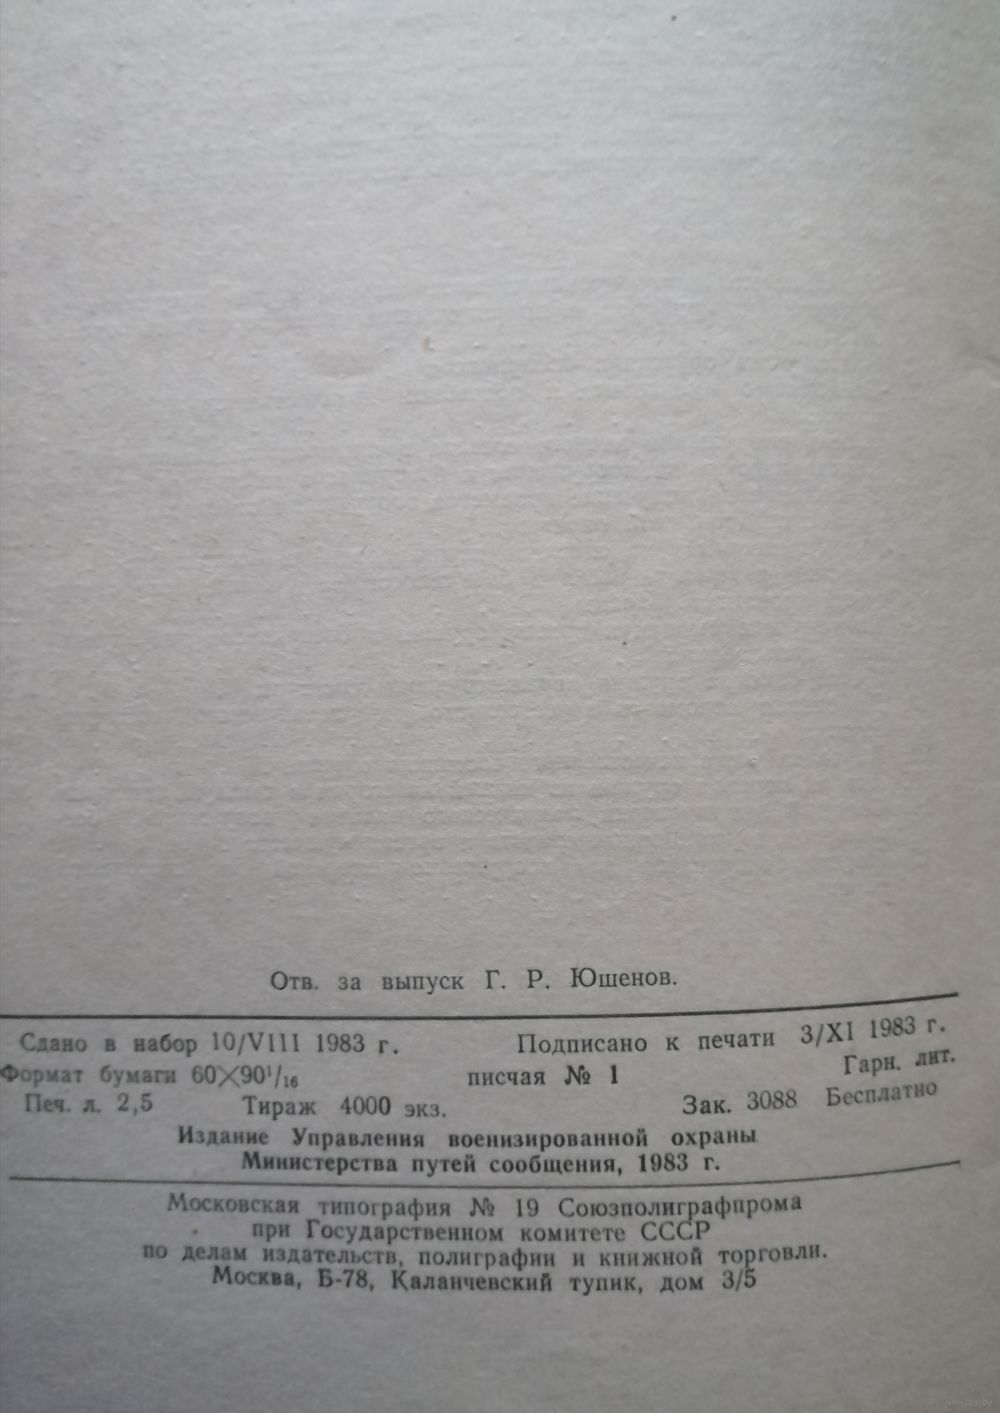 Отв. за выпуск Г. Р. Юшенов.
Сдано в набор 10/VIII 1983 г. Подписано к печати 3/XI 1983 г.
Формат бумаги 60×90¹/₁₆ писчая № 1 Гарн. лит.
Печ. л. 2,5 Тираж 4000 экз. Зак. 3088 Бесплатно
Издание Управления военизированной охраны
Министерства путей сообщения, 1983 г.
Московская типография № 19 Союзполиграфпрома
при Государственном комитете СССР
по делам издательств, полиграфии и книжной торговли.
Москва, Б-78, Каланчевский тупик, дом 3/5